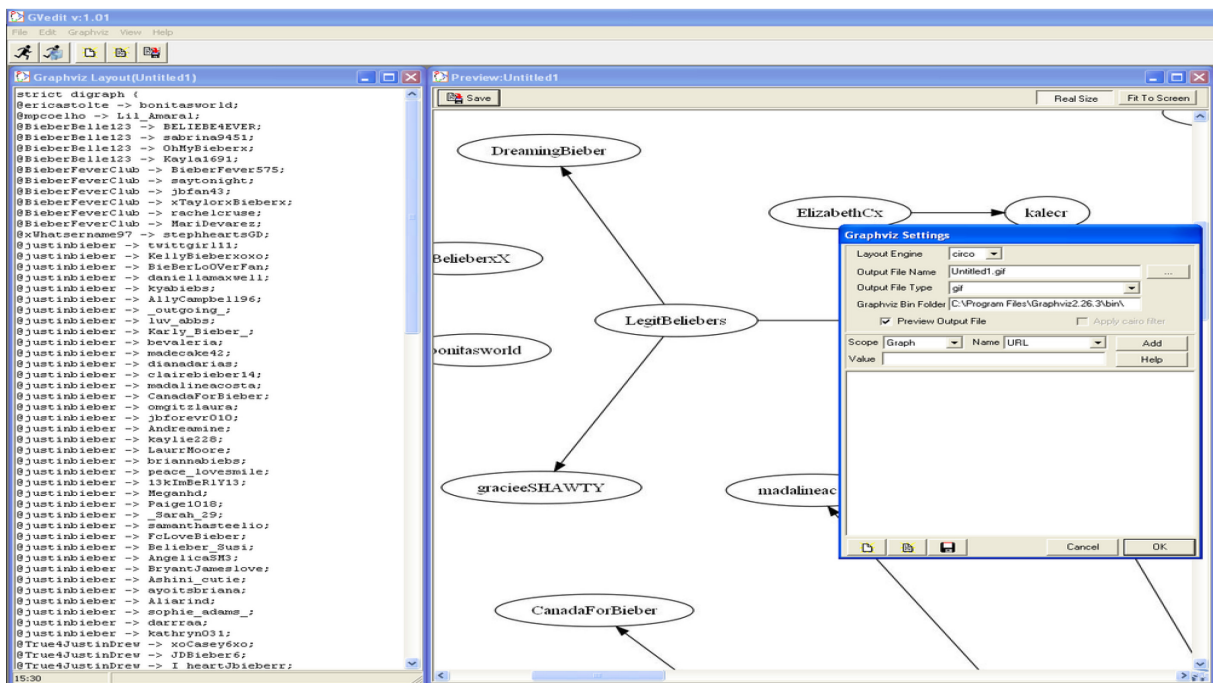 GVedit v:1.01
File Edit Graphviz View Help
Graphviz Layout(Untitled1)
strict digraph {
@ericastolte -> bonitasworld;
@mpcoelho -> Lil_Amaral;
@BieberBelle123 -> BELIEBE4EVER;
@BieberBelle123 -> sabrina9451;
@BieberBelle123 -> OhMyBieberx;
@BieberBelle123 -> Kayla1691;
@BieberFeverClub -> BieberFever575;
@BieberFeverClub -> saytonight;
@BieberFeverClub -> jbfan43;
@BieberFeverClub -> xTaylorxBieberx;
@BieberFeverClub -> rachelcruse;
@BieberFeverClub -> MariDevarez;
@xWhatsername97 -> stephheartsGD;
@justinbieber -> twittgirl11;
@justinbieber -> KellyBieberxoxo;
@justinbieber -> BieBerLoOVerFan;
@justinbieber -> daniellamaxwell;
@justinbieber -> kyabiebs;
@justinbieber -> AllyCampbell96;
@justinbieber -> _outgoing_;
@justinbieber -> luv_abbs;
@justinbieber -> Karly_Bieber_;
@justinbieber -> bevaleria;
@justinbieber -> madecake42;
@justinbieber -> dianadarias;
@justinbieber -> clairebieber14;
@justinbieber -> madalineacosta;
@justinbieber -> CanadaForBieber;
@justinbieber -> omgitzlaura;
@justinbieber -> jbforevr010;
@justinbieber -> Andreamine;
@justinbieber -> kaylie228;
@justinbieber -> LaurrMoore;
@justinbieber -> briannabiebs;
@justinbieber -> peace_lovesmile;
@justinbieber -> 13kImBeRlY13;
@justinbieber -> Meganhd;
@justinbieber -> Paige1018;
@justinbieber -> _Sarah_29;
@justinbieber -> samanthasteelio;
@justinbieber -> FcLoveBieber;
@justinbieber -> Belieber_Susi;
@justinbieber -> AngelicaSM3;
@justinbieber -> BryantJameslove;
@justinbieber -> Ashini_cutie;
@justinbieber -> ayoitsbriana;
@justinbieber -> Aliarind;
@justinbieber -> sophie_adams_;
@justinbieber -> darrraa;
@justinbieber -> kathryn031;
@True4JustinDrew -> xoCasey6xo;
@True4JustinDrew -> JDBieber6;
@True4JustinDrew -> I_heartJbieberr;
15:30
Preview:Untitled1
Save
Real Size Fit To Screen
DreamingBieber
ElizabethCx
kalecr
BelieberxX
LegitBeliebers
bonitasworld
gracieeSHAWTY
madalineac
CanadaForBieber
Graphviz Settings
Layout Engine circo
Output File Name Untitled1.gif ...
Output File Type gif
Graphviz Bin Folder C:\Program Files\Graphviz2.26.3\bin\
Preview Output File Apply cairo filter
Scope Graph Name URL Add
Value Help
Cancel OK